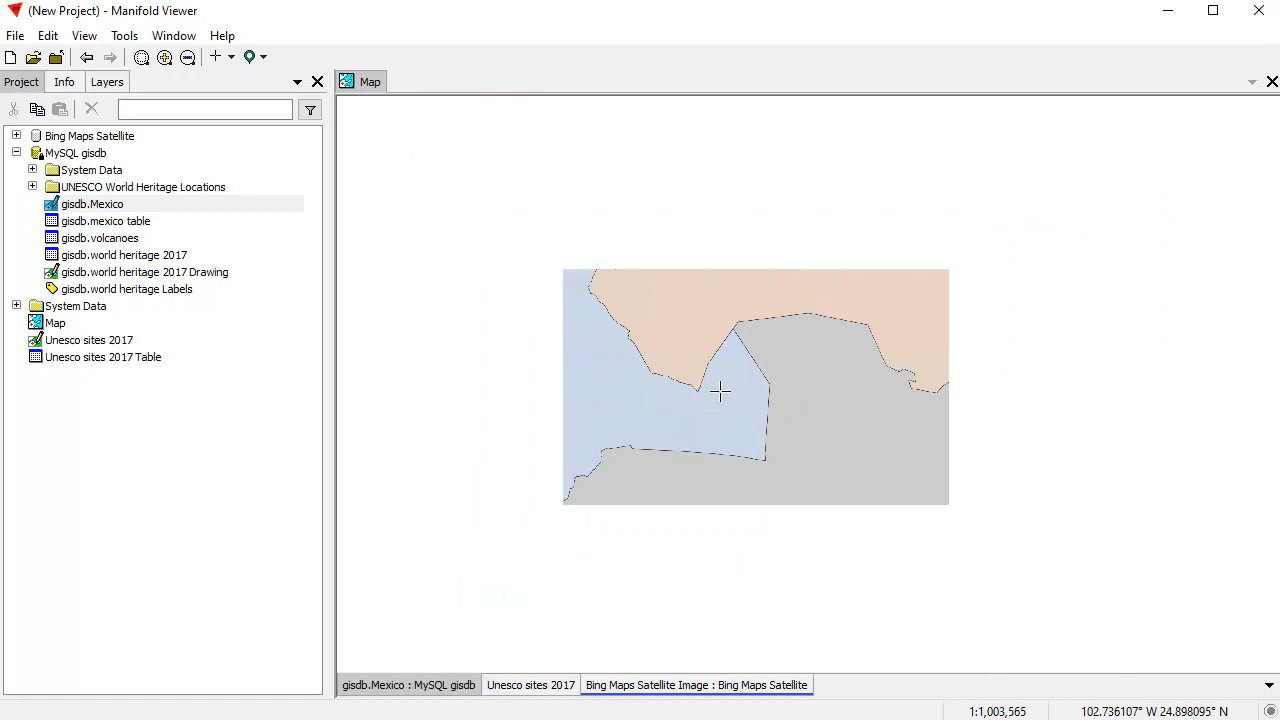 (New Project) - Manifold Viewer
File Edit View Tools Window Help
Project Info Layers
Map
Bing Maps Satellite
MySQL gisdb
System Data
UNESCO World Heritage Locations
gisdb.Mexico
gisdb.mexico table
gisdb.volcanoes
gisdb.world heritage 2017
gisdb.world heritage 2017 Drawing
gisdb.world heritage Labels
System Data
Map
Unesco sites 2017
Unesco sites 2017 Table
gisdb.Mexico : MySQL gisdb Unesco sites 2017 Bing Maps Satellite Image : Bing Maps Satellite
1:1,003,565 102.736107° W 24.898095° N